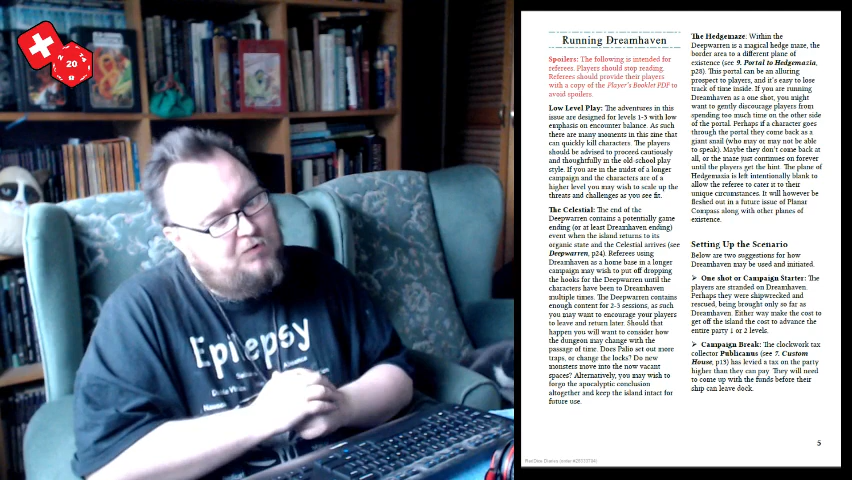 20
Epilepsy
Running Dreamhaven
Spoilers: The following is intended for
referees. Players should stop reading.
Referees should provide their players
with a copy of the Player's Booklet PDF to
avoid spoilers.
Low Level Play: The adventures in this
issue are designed for levels 1-3 with low
emphasis on encounter balance. As such
there are many moments in this zine that
can quickly kill characters. The players
should be advised to proceed cautiously
and thoughtfully in the old-school play
style. If you are in the midst of a longer
campaign and the characters are of a
higher level you may wish to scale up the
threats and challenges as you see fit.
The Celestial: The end of the
Deepwarren contains a potentially game
ending (or at least Dreamhaven ending)
event when the island returns to its
organic state and the Celestial arrives (see
Deepwarren, p24). Referees using
Dreamhaven as a home base in a longer
campaign may wish to put off dropping
the hooks for the Deepwarren until the
characters have been to Dreamhaven
multiple times. The Deepwarren contains
enough content for 2-3 sessions, as such
you may want to encourage your players
to leave and return later. Should that
happen you will want to consider how
the dungeon may change with the
passage of time. Does Palio set out more
traps, or change the locks? Do new
monsters move into the now vacant
spaces? Alternatively, you may wish to
forgo the apocalyptic conclusion
altogether and keep the island intact for
future use.
The Hedgemaze: Within the
Deepwarren is a magical hedge maze, the
border area to a different plane of
existence (see 9. Portal to Hedgemazia,
p28). This portal can be an alluring
prospect to players, and it's easy to lose
track of time inside. If you are running
Dreamhaven as a one shot, you might
want to gently discourage players from
spending too much time on the other side
of the portal. Perhaps if a character goes
through the portal they come back as a
giant snail (who may or may not be able
to speak). Maybe they don't come back at
all, or the maze just continues on forever
until the players get the hint. The plane of
Hedgemazia is left intentionally blank to
allow the referee to cater it to their
unique circumstances. It will however be
fleshed out in a future issue of Planar
Compass along with other planes of
existence.
Setting Up the Scenario
Below are two suggestions for how
Dreamhaven may be used and initiated.
➤ One shot or Campaign Starter: The
players are stranded on Dreamhaven.
Perhaps they were shipwrecked and
rescued, being brought only so far as
Dreamhaven. Either way make the cost to
get off the island the cost to advance the
entire party 1 or 2 levels.
➤ Campaign Break: The clockwork tax
collector Publicanus (see 7. Custom
House, p13) has levied a tax on the party
higher than they can pay. They will need
to come up with the funds before their
ship can leave dock.
5